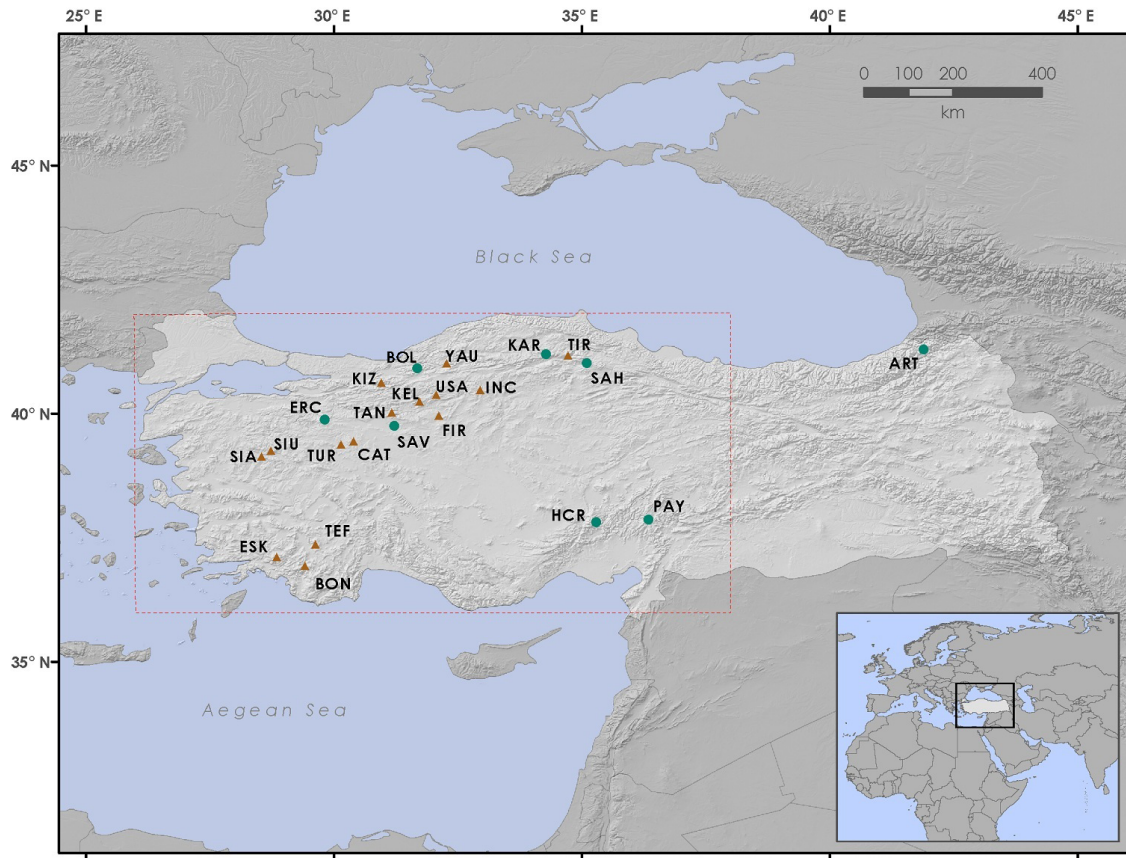 25° E 30° E 35° E 40° E 45° E
0 100 200 400
km
45° N
Black Sea
KAR TIR
BOL YAU
ART
SAH
KIZ USA INC
KEL
40° N
ERC TAN
FIR
SAV
SIU
SIA TUR CAT
PAY
HCR
TEF
ESK
BON
35° N
Aegean Sea